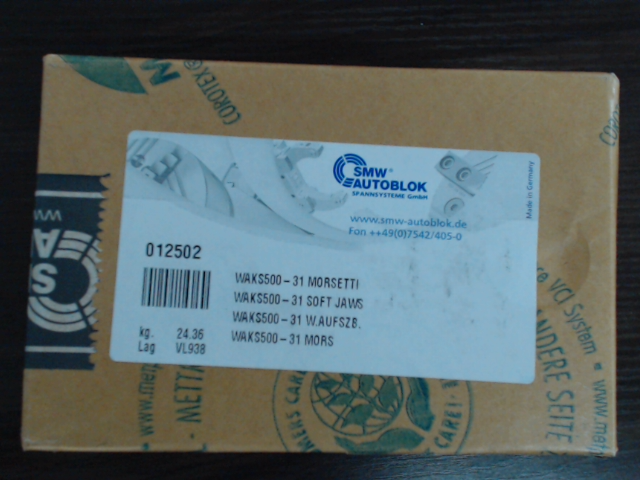 COROTEX®
SMW®
AUTOBLOK
SPANNSYSTEME GmbH
Made in Germany
www.smw-autoblok.de
Fon ++49(0)7542/405-0
012502
WAKS500-31 MORSETTI
WAKS500-31 SOFT JAWS
WAKS500-31 W.AUFSZB.
WAKS500-31 MORS
kg. 24.36
Lag VL938
www
VCI System
ANDERE SEITE
CARE!